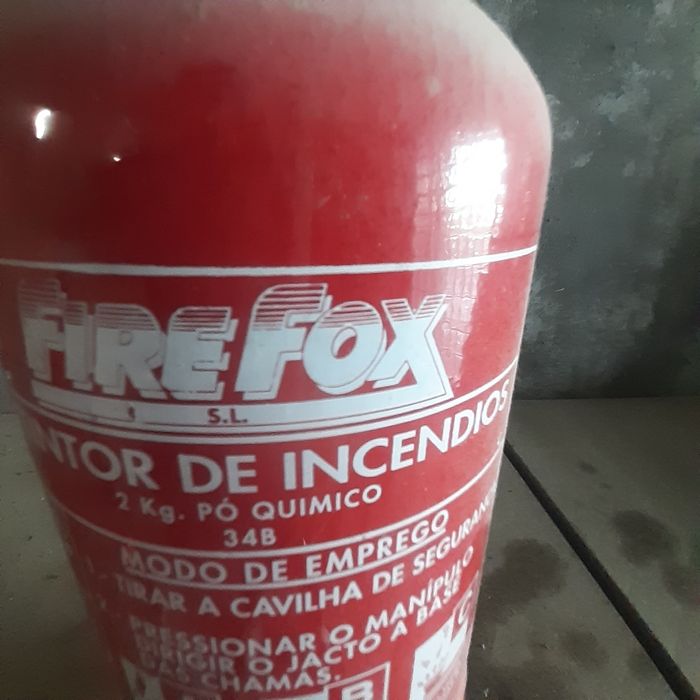 FIREFOX
S.L.
NTOR DE INCENDIOS
2 Kg. PÓ QUIMICO
34B
MODO DE EMPREGO
TIRAR A CAVILHA DE SEGURAN
PRESSIONAR O MANÍPULO
DIRIGIR O JACTO A BASE
DAS CHAMAS.
B C